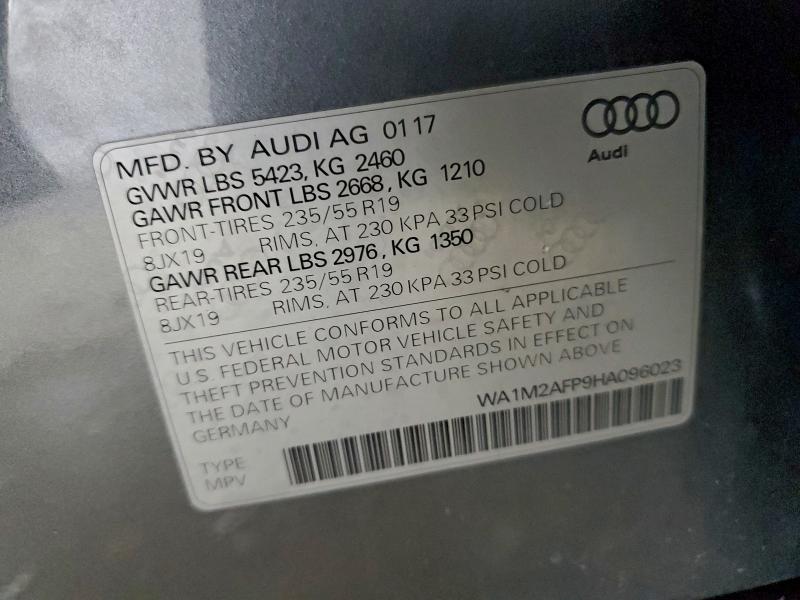 MFD. BY AUDI AG 01 17
GVWR LBS 5423, KG 2460
GAWR FRONT LBS 2668, KG 1210
FRONT-TIRES 235/55 R19
8JX19 RIMS. AT 230 KPA 33 PSI COLD
GAWR REAR LBS 2976, KG 1350
REAR-TIRES 235/55 R19
8JX19 RIMS. AT 230 KPA 33 PSI COLD
THIS VEHICLE CONFORMS TO ALL APPLICABLE
U.S. FEDERAL MOTOR VEHICLE SAFETY AND
THEFT PREVENTION STANDARDS IN EFFECT ON
THE DATE OF MANUFACTURE SHOWN ABOVE
GERMANY WA1M2AFP9HA096023
TYPE
MPV
Audi